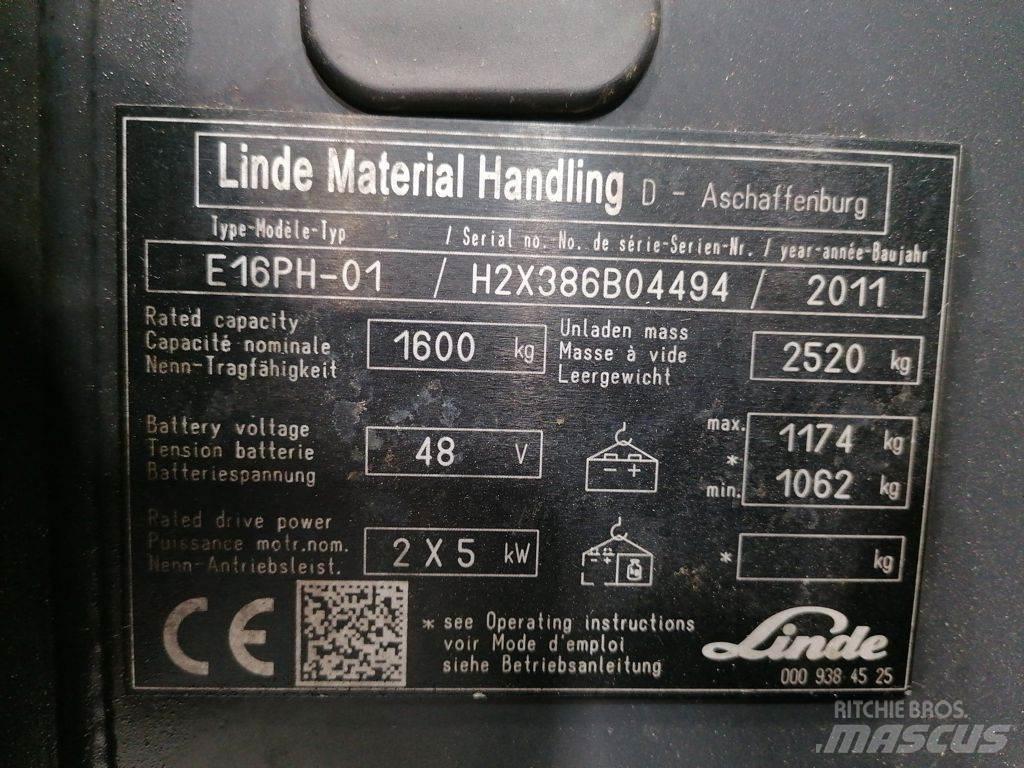 Linde Material Handling D - Aschaffenburg
Type-Modèle-Typ / Serial no. No. de série-Serien-Nr. / year-année-Baujahr
E16PH-01 / H2X386B04494 / 2011
Rated capacity
Capacité nominale
Nenn-Tragfähigkeit
1600 kg
Unladen mass
Masse à vide
Leergewicht
2520 kg
Battery voltage
Tension batterie
Batteriespannung
48 V
- +
max. 1174 kg
*
min. 1062 kg
Rated drive power
Puissance motr.nom.
Nenn-Antriebsleist.
2 X 5 kW
* kg
CE
* see Operating instructions
voir Mode d'emploi
siehe Betriebsanleitung
Linde
000 938 45 25
RITCHIE BROS.
.MASCUS